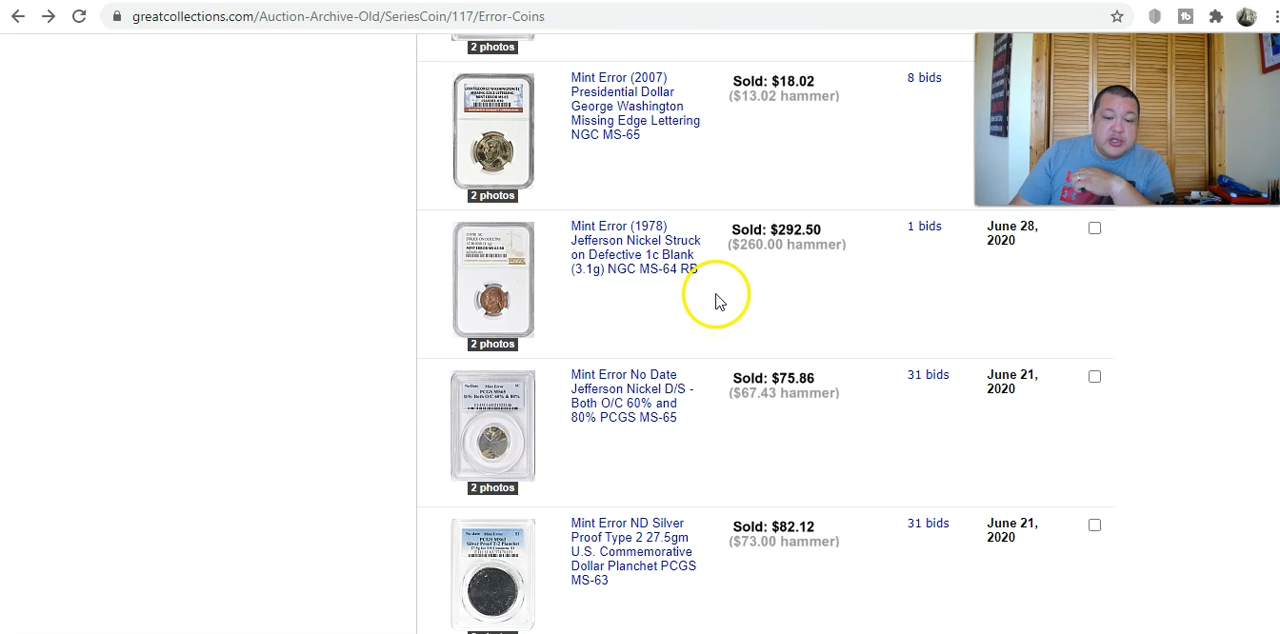 greatcollections.com/Auction-Archive-Old/SeriesCoin/117/Error-Coins
2 photos
Mint Error (2007)
Presidential Dollar
George Washington
Missing Edge Lettering
NGC MS-65
Sold: $18.02
($13.02 hammer)
8 bids
2 photos
Mint Error (1978)
Jefferson Nickel Struck
on Defective 1c Blank
(3.1g) NGC MS-64 RB
Sold: $292.50
($260.00 hammer)
1 bids
June 28,
2020
2 photos
Mint Error No Date
Jefferson Nickel D/S -
Both O/C 60% and
80% PCGS MS-65
Sold: $75.86
($67.43 hammer)
31 bids
June 21,
2020
2 photos
Mint Error ND Silver
Proof Type 2 27.5gm
U.S. Commemorative
Dollar Planchet PCGS
MS-63
Sold: $82.12
($73.00 hammer)
31 bids
June 21,
2020